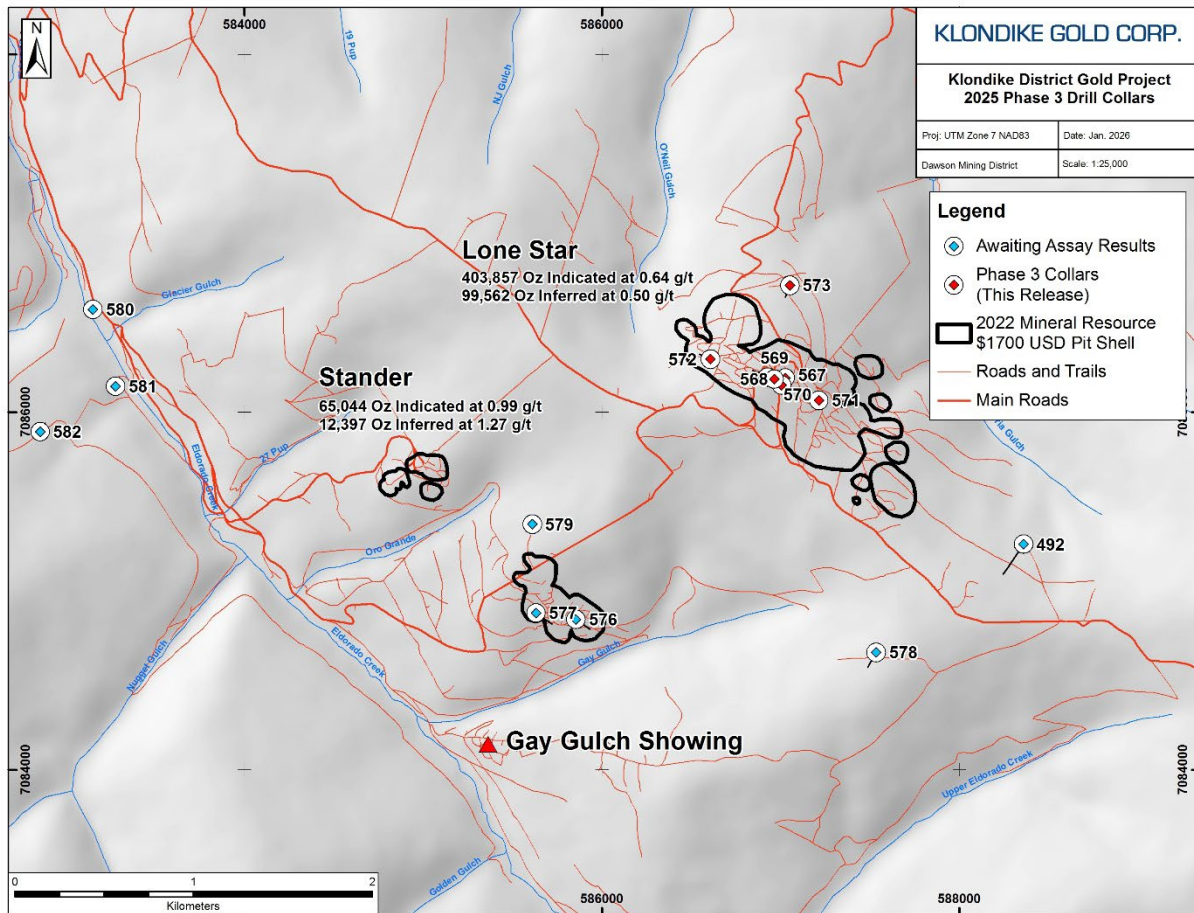 N
584000
586000
19 Pup
NJ Gulch
O'Neil Gulch
KLONDIKE GOLD CORP.
Klondike District Gold Project
2025 Phase 3 Drill Collars
Proj: UTM Zone 7 NAD83
Date: Jan. 2026
Dawson Mining District
Scale: 1:25,000
Legend
Awaiting Assay Results
Phase 3 Collars
(This Release)
2022 Mineral Resource
$1700 USD Pit Shell
Roads and Trails
Main Roads
Lone Star
403,857 Oz Indicated at 0.64 g/t
99,562 Oz Inferred at 0.50 g/t
573
Glacier Gulch
580
572
569
567
568
570
571
581
Stander
65,044 Oz Indicated at 0.99 g/t
12,397 Oz Inferred at 1.27 g/t
7086000
582
27 Pup
Eldorado Creek
Oro Grande
579
492
577
576
Eldorado Creek
Gay Gulch
578
Nugget Gulch
Gay Gulch Showing
7084000
7084000
Upper Eldorado Creek
Golden Gulch
0
1
2
Kilometers
586000
588000